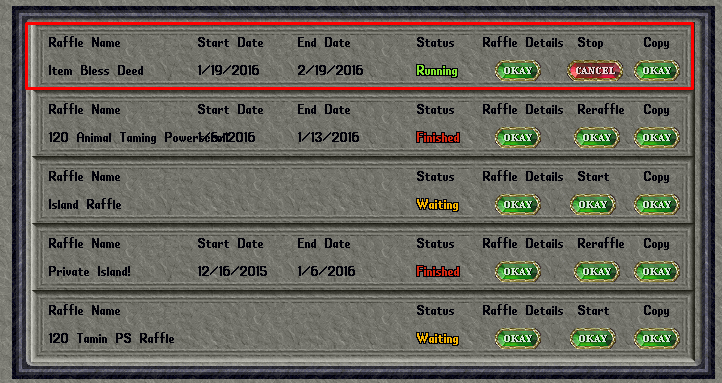 Raffle Name Start Date End Date Status Raffle Details Stop Copy
Item Bless Deed 1/19/2016 2/19/2016 Running OKAY CANCEL OKAY
Raffle Name Start Date End Date Status Raffle Details Reraffle Copy
120 Animal Taming 1/13/2016 Finished OKAY OKAY OKAY
Raffle Name Status Raffle Details Start Copy
Island Raffle Waiting OKAY OKAY OKAY
Raffle Name Start Date End Date Status Raffle Details Reraffle Copy
Private Island! 12/16/2015 1/6/2016 Finished OKAY OKAY OKAY
Raffle Name Status Raffle Details Start Copy
120 Tamin PS Raffle Waiting OKAY OKAY OKAY